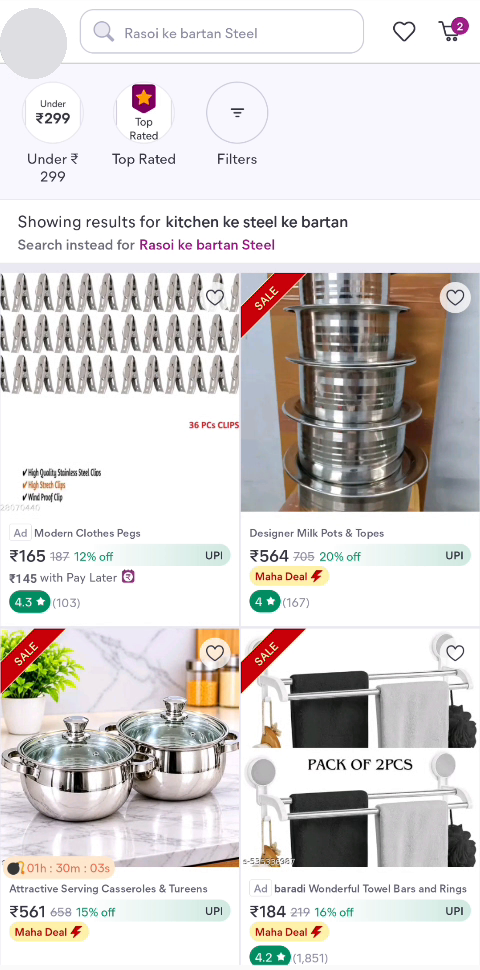 Rasoi ke bartan Steel
2
Under
₹299
Top
Rated
Under ₹
299
Top Rated
Filters
Showing results for kitchen ke steel ke bartan
Search instead for Rasoi ke bartan Steel
36 PCs CLIPS
✓ High Quality Stainless Steel Clips
✓ High Strech Clips
✓ Wind Proof Clip
SALE
Ad Modern Clothes Pegs
₹165 187 12% off UPI
₹145 with Pay Later
4.3 ★ (103)
Designer Milk Pots & Topes
₹564 705 20% off UPI
Maha Deal
4 ★ (167)
SALE
01h : 30m : 03s
Attractive Serving Casseroles & Tureens
₹561 658 15% off UPI
Maha Deal
SALE
PACK OF 2PCS
Ad baradi Wonderful Towel Bars and Rings
₹184 219 16% off UPI
Maha Deal
4.2 ★ (1,851)